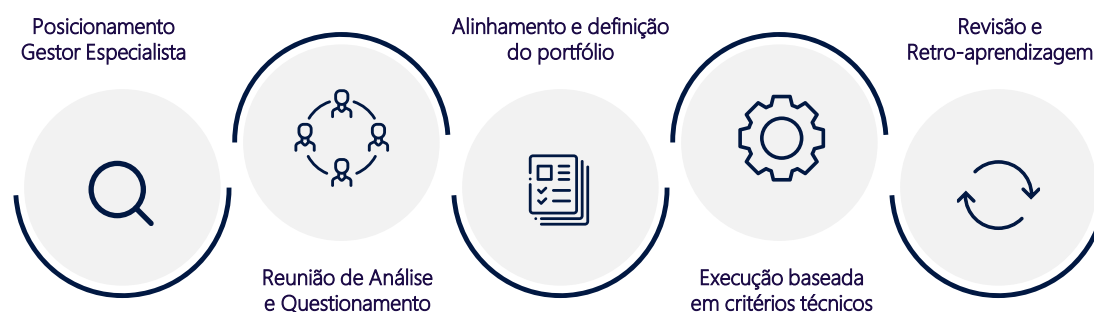 Posicionamento
Gestor Especialista
Reunião de Análise
e Questionamento
Alinhamento e definição
do portfólio
Execução baseada
em critérios técnicos
Revisão e
Retro-aprendizagem